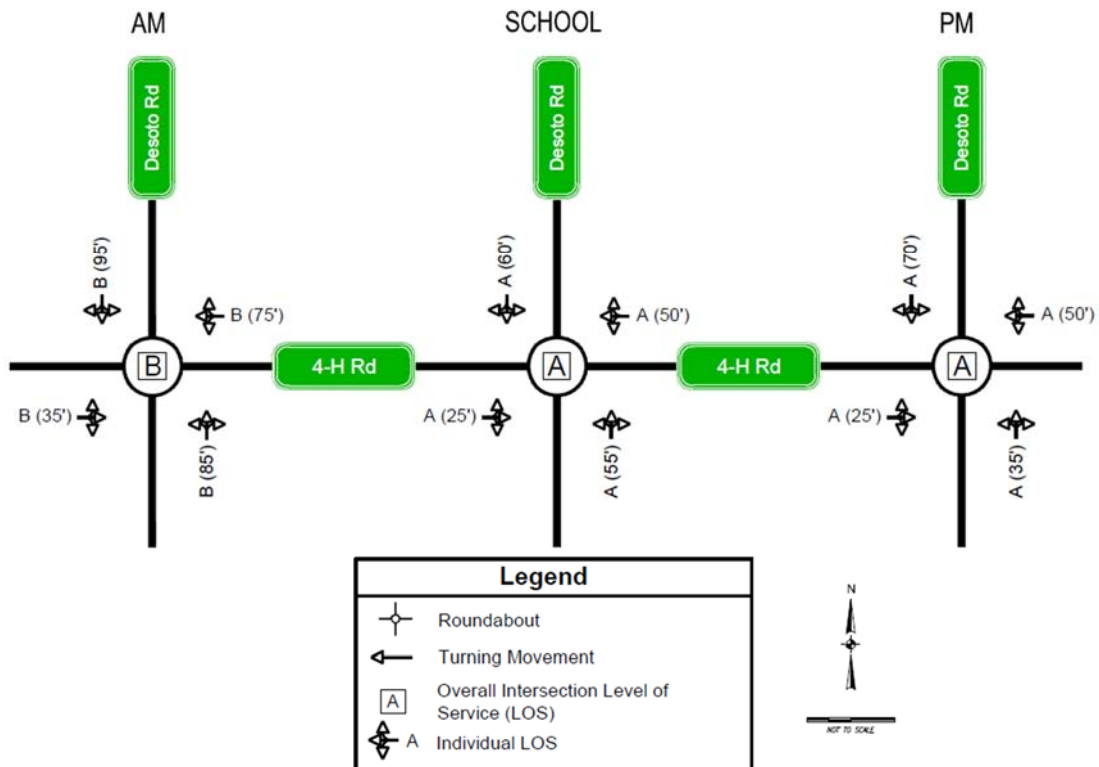 AM
SCHOOL
PM
Desoto Rd
Desoto Rd
Desoto Rd
B (95')
B (75')
A (60')
A (50')
A (70')
A (50')
B
4-H Rd
A
4-H Rd
A
B (35')
B (85')
A (25')
A (55')
A (25')
A (35')
Legend
Roundabout
Turning Movement
A
Overall Intersection Level of
Service (LOS)
A
Individual LOS
N
NOT TO SCALE